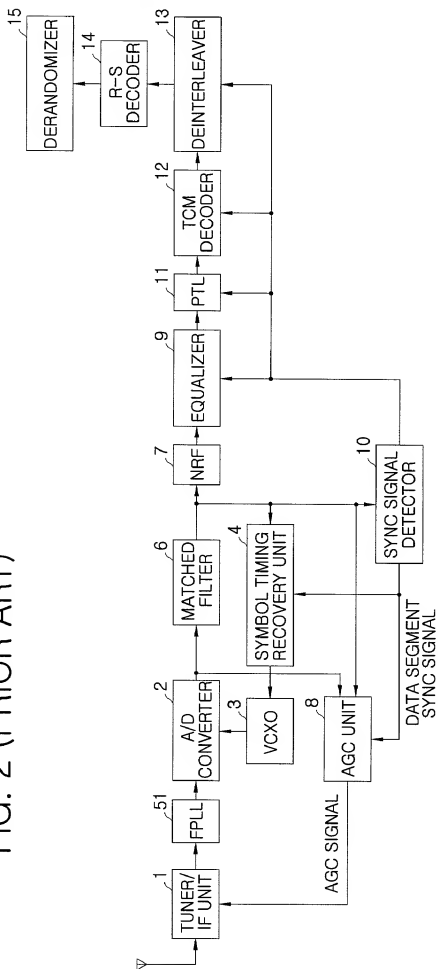 FIG. 2 (PRIOR ART)
1
TUNER/
IF UNIT
51
FPLL
2
A/D
CONVERTER
3
VCXO
6
MATCHED
FILTER
4
SYMBOL TIMING
RECOVERY UNIT
7
NRF
9
EQUALIZER
11
PTL
12
TCM
DECODER
13
DEINTERLEAVER
14
R-S
DECODER
15
DERANDOMIZER
AGC SIGNAL
8
AGC UNIT
DATA SEGMENT
SYNC SIGNAL
10
SYNC SIGNAL
DETECTOR